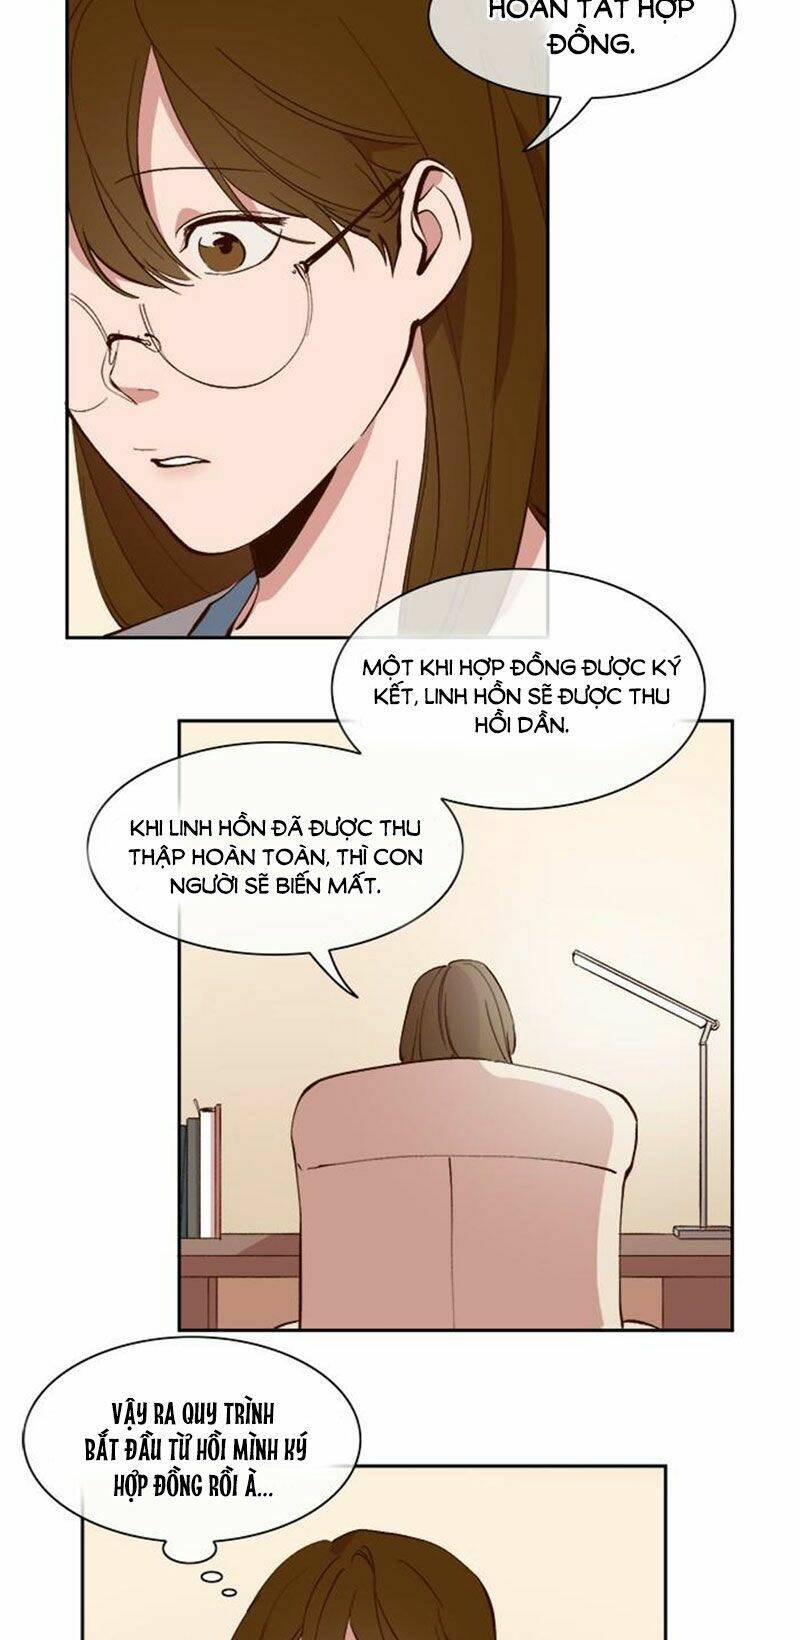 HOÀN TẤT HỢP
ĐỒNG.
MỘT KHI HỢP ĐỒNG ĐƯỢC KÝ
KẾT, LINH HỒN SẼ ĐƯỢC THU
HỒI DẦN.
KHI LINH HỒN ĐÃ ĐƯỢC THU
THẬP HOÀN TOÀN, THÌ CON
NGƯỜI SẼ BIẾN MẤT.
VẬY RA QUY TRÌNH
BẮT ĐẦU TỪ HỒI MÌNH KÝ
HỢP ĐỒNG RỒI À...